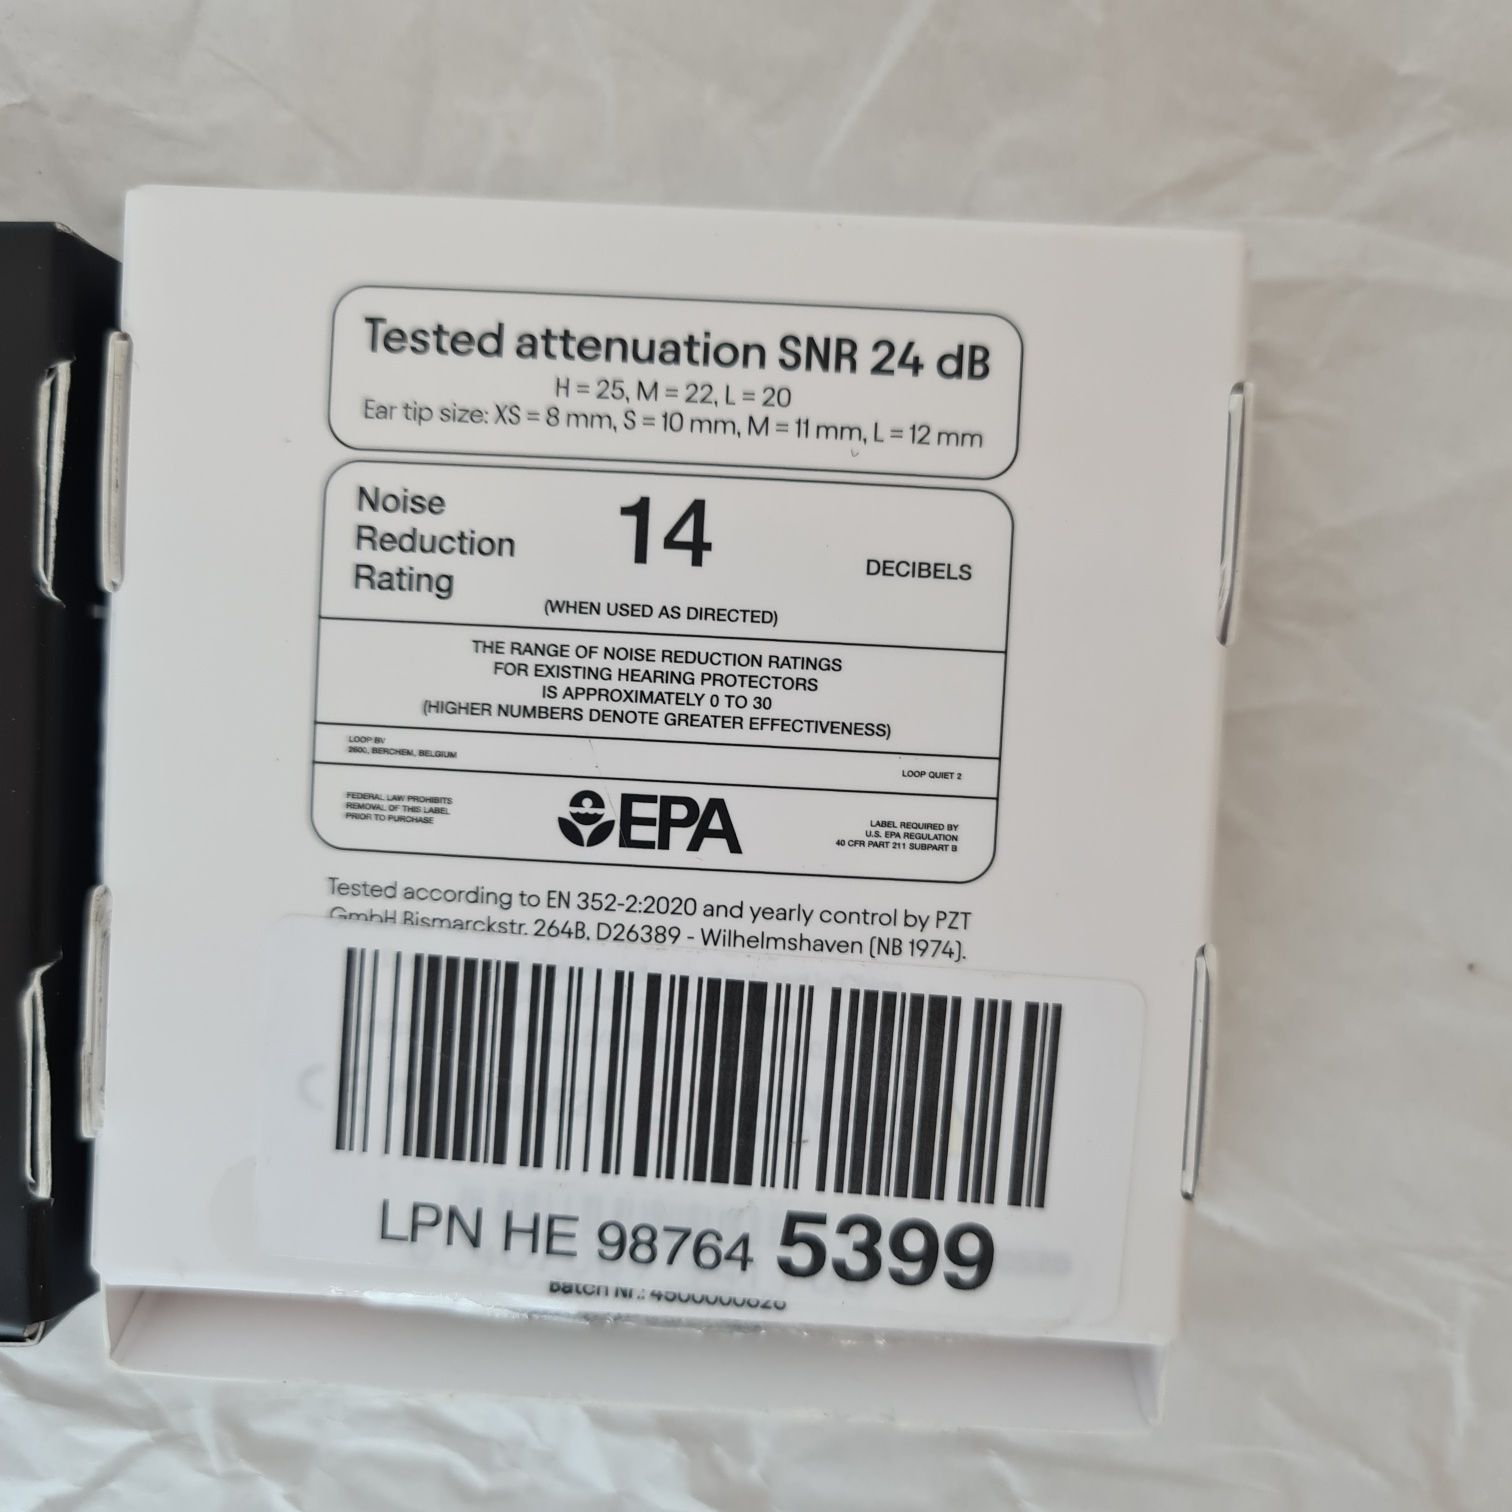 Tested attenuation SNR 24 dB
H = 25, M = 22, L = 20
Ear tip size: XS = 8 mm, S = 10 mm, M = 11 mm, L = 12 mm
Noise
Reduction
Rating
14
DECIBELS
(WHEN USED AS DIRECTED)
THE RANGE OF NOISE REDUCTION RATINGS
FOR EXISTING HEARING PROTECTORS
IS APPROXIMATELY 0 TO 30
(HIGHER NUMBERS DENOTE GREATER EFFECTIVENESS)
LOOP BV
2600, BERCHEM, BELGIUM
LOOP QUIET 2
FEDERAL LAW PROHIBITS
REMOVAL OF THIS LABEL
PRIOR TO PURCHASE
EPA
LABEL REQUIRED BY
U.S. EPA REGULATION
40 CFR PART 211 SUBPART B
Tested according to EN 352-2:2020 and yearly control by PZT
GmbH Bismarckstr. 264B, D26389 - Wilhelmshaven (NB 1974).
LPN HE 98764 5399
Batch Nr.: 4500000626